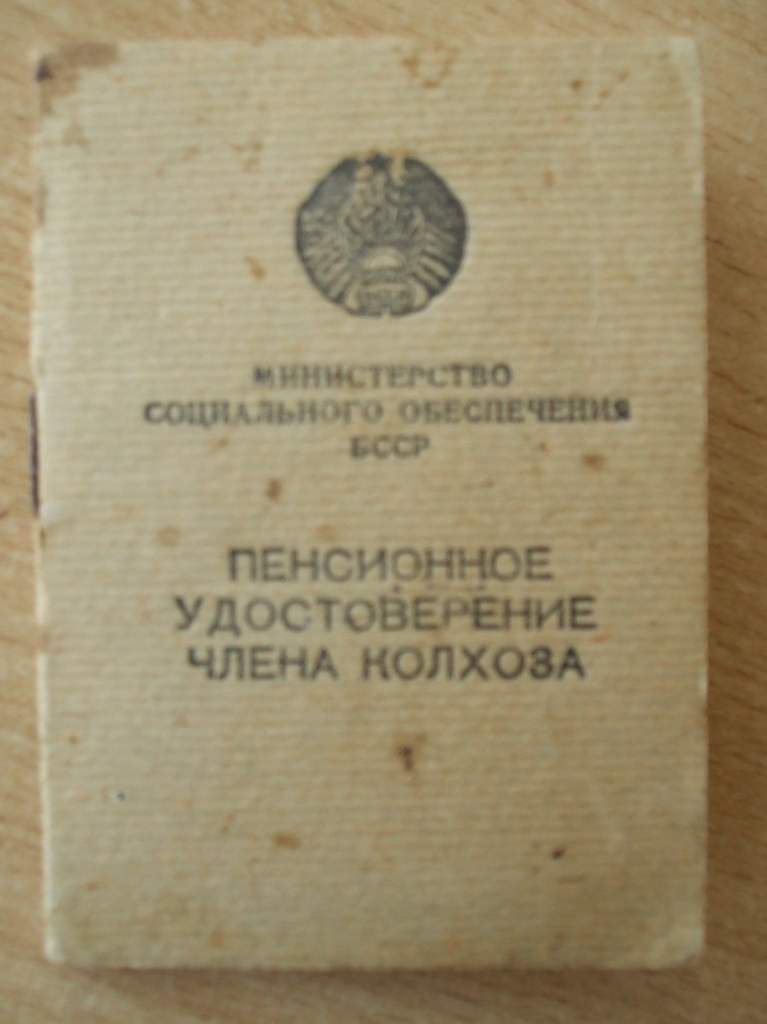 МИНИСТЕРСТВО
СОЦИАЛЬНОГО ОБЕСПЕЧЕНИЯ
БССР
ПЕНСИОННОЕ
УДОСТОВЕРЕНИЕ
ЧЛЕНА КОЛХОЗА